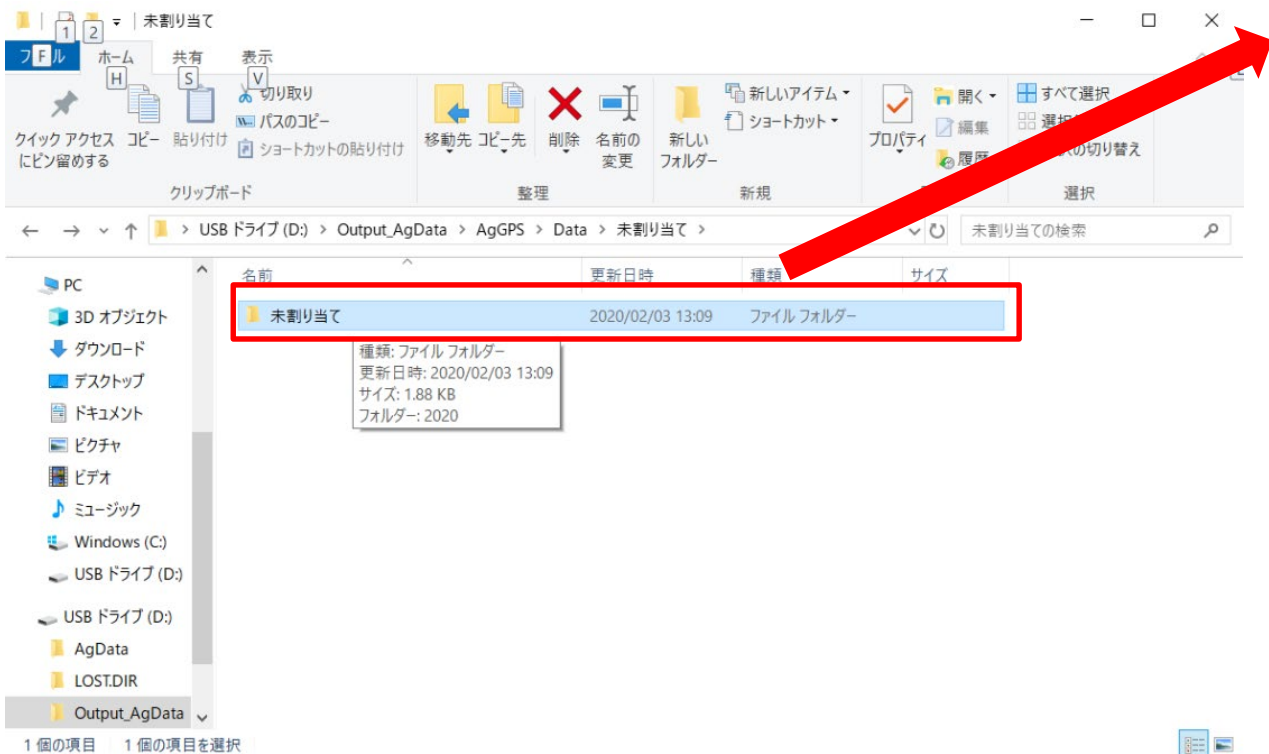 未割り当て
1 2
フ F ル ホーム 共有 表示
H S V
クイック アクセス
にピン留めする
コピー 貼り付け
切り取り
パスのコピー
ショートカットの貼り付け
クリップボード
移動先 コピー先 削除 名前の
変更
整理
新しい
フォルダー
新しいアイテム
ショートカット
新規
プロパティ
開く
編集
履歴
すべて選択
の切り替え
選択
USB ドライブ (D:) > Output_AgData > AgGPS > Data > 未割り当て >
未割り当ての検索
名前 更新日時 種類 サイズ
未割り当て 2020/02/03 13:09 ファイル フォルダー
種類: ファイル フォルダー
更新日時: 2020/02/03 13:09
サイズ: 1.88 KB
フォルダー: 2020
PC
3D オブジェクト
ダウンロード
デスクトップ
ドキュメント
ピクチャ
ビデオ
ミュージック
Windows (C:)
USB ドライブ (D:)
USB ドライブ (D:)
AgData
LOST.DIR
Output_AgData
1 個の項目 1 個の項目を選択